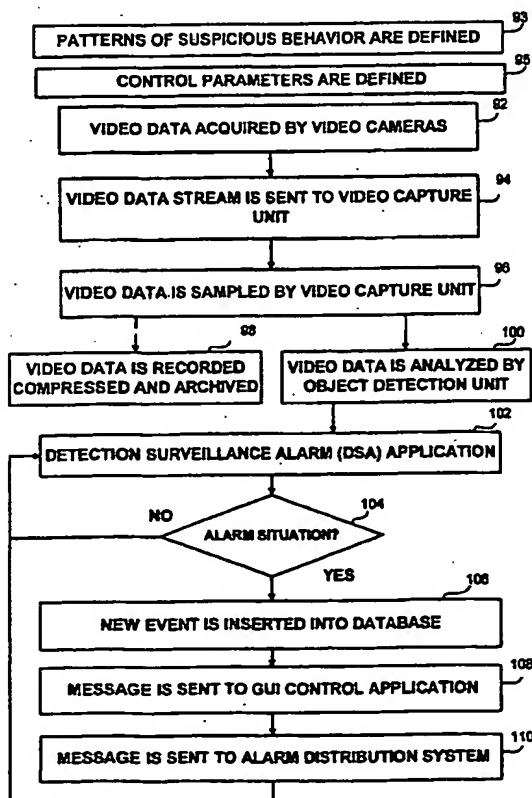 93
PATTERNS OF SUSPICIOUS BEHAVIOR ARE DEFINED
95
CONTROL PARAMETERS ARE DEFINED
92
VIDEO DATA ACQUIRED BY VIDEO CAMERAS
94
VIDEO DATA STREAM IS SENT TO VIDEO CAPTURE
UNIT
96
VIDEO DATA IS SAMPLED BY VIDEO CAPTURE UNIT
98
VIDEO DATA IS RECORDED
COMPRESSED AND ARCHIVED
100
VIDEO DATA IS ANALYZED BY
OBJECT DETECTION UNIT
102
DETECTION SURVEILLANCE ALARM (DSA) APPLICATION
104
NO
ALARM SITUATION?
YES
106
NEW EVENT IS INSERTED INTO DATABASE
108
MESSAGE IS SENT TO GUI CONTROL APPLICATION
110
MESSAGE IS SENT TO ALARM DISTRIBUTION SYSTEM